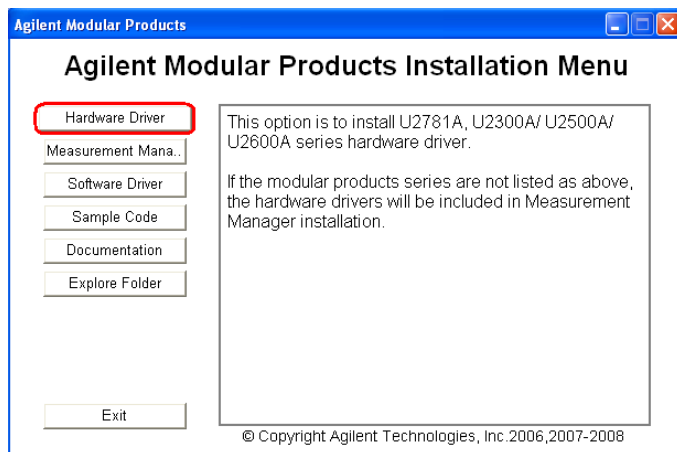 Agilent Modular Products
Agilent Modular Products Installation Menu
Hardware Driver
Measurement Mana..
Software Driver
Sample Code
Documentation
Explore Folder
Exit
This option is to install U2781A, U2300A/ U2500A/
U2600A series hardware driver.
If the modular products series are not listed as above,
the hardware drivers will be included in Measurement
Manager installation.
© Copyright Agilent Technologies, Inc.2006,2007-2008